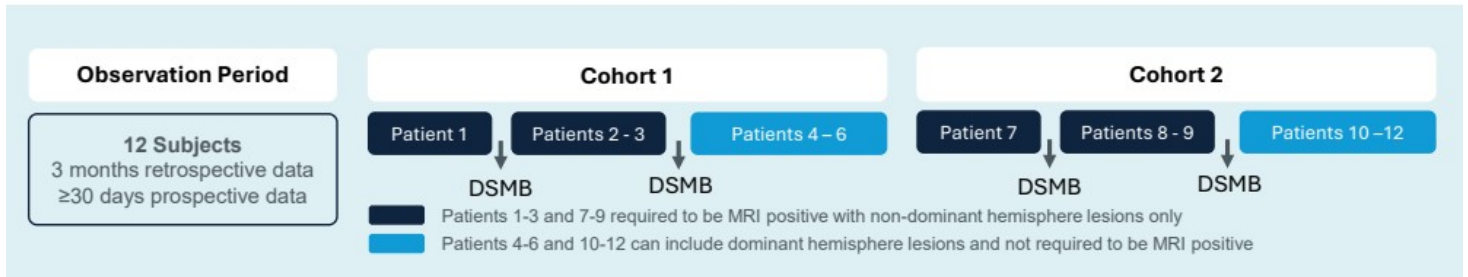 Observation Period
12 Subjects
3 months retrospective data
≥30 days prospective data
Cohort 1
Patient 1
Patients 2 - 3
Patients 4 – 6
DSMB
DSMB
Cohort 2
Patient 7
Patients 8 - 9
Patients 10 –12
DSMB
DSMB
Patients 1-3 and 7-9 required to be MRI positive with non-dominant hemisphere lesions only
Patients 4-6 and 10-12 can include dominant hemisphere lesions and not required to be MRI positive